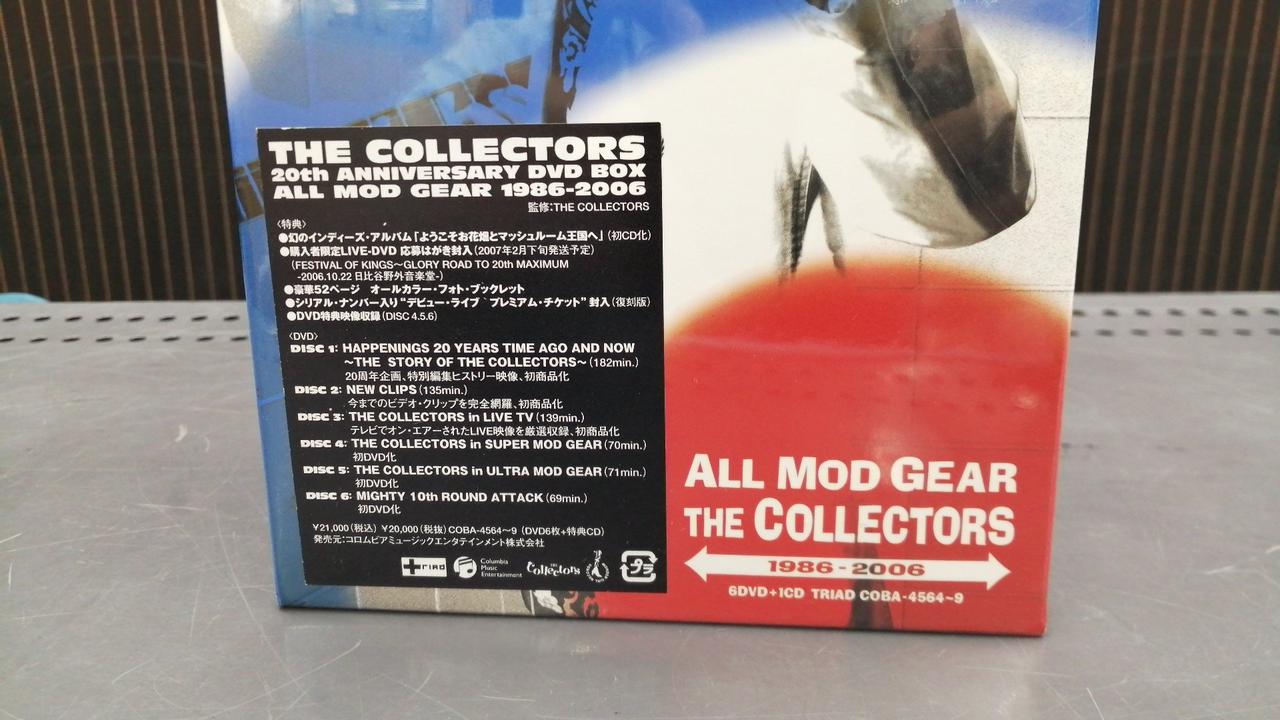 THE COLLECTORS
20th ANNIVERSARY DVD BOX
ALL MOD GEAR 1986-2006
監修:THE COLLECTORS
〈特典〉
●幻のインディーズ・アルバム「ようこそお花畑とマッシュルーム王国へ」(初CD化)
●購入者限定LIVE-DVD 応募はがき封入(2007年2月下旬発送予定)
(FESTIVAL OF KINGS〜GLORY ROAD TO 20th MAXIMUM
-2006.10.22 日比谷野外音楽堂-)
●豪華52ページ オールカラー・フォト・ブックレット
●シリアル・ナンバー入り“デビュー・ライブ プレミアム・チケット”封入(復刻版)
●DVD特典映像収録(DISC 4.5.6)
〈DVD〉
DISC 1: HAPPENINGS 20 YEARS TIME AGO AND NOW
〜THE STORY OF THE COLLECTORS〜(182min.)
20周年企画、特別編集ヒストリー映像、初商品化
DISC 2: NEW CLIPS(135min.)
今までのビデオ・クリップを完全網羅、初商品化
DISC 3: THE COLLECTORS in LIVE TV(139min.)
テレビでオン・エアーされたLIVE映像を厳選収録、初商品化
DISC 4: THE COLLECTORS in SUPER MOD GEAR(70min.)
初DVD化
DISC 5: THE COLLECTORS in ULTRA MOD GEAR(71min.)
初DVD化
DISC 6: MIGHTY 10th ROUND ATTACK(69min.)
初DVD化
¥21,000(税込) ¥20,000(税抜) COBA-4564〜9 (DVD6枚+特典CD)
発売元:コロムビアミュージックエンタテインメント株式会社
TRIAD
Columbia
Music
Entertainment
THE Collectors
プラ
ALL MOD GEAR
THE COLLECTORS
1986-2006
6DVD+1CD TRIAD COBA-4564~9